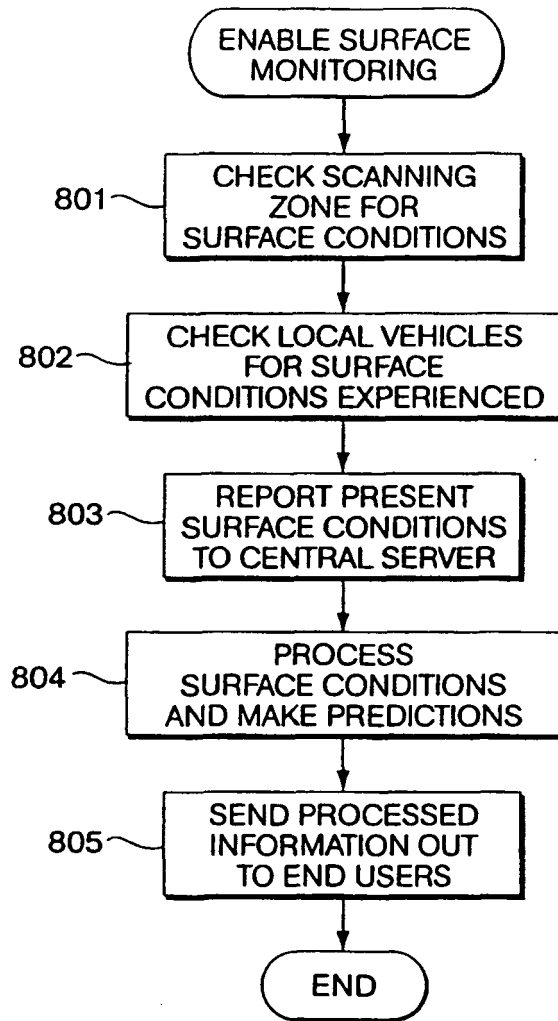 ENABLE SURFACE
MONITORING
801
CHECK SCANNING
ZONE FOR
SURFACE CONDITIONS
802
CHECK LOCAL VEHICLES
FOR SURFACE
CONDITIONS EXPERIENCED
803
REPORT PRESENT
SURFACE CONDITIONS
TO CENTRAL SERVER
804
PROCESS
SURFACE CONDITIONS
AND MAKE PREDICTIONS
805
SEND PROCESSED
INFORMATION OUT
TO END USERS
END